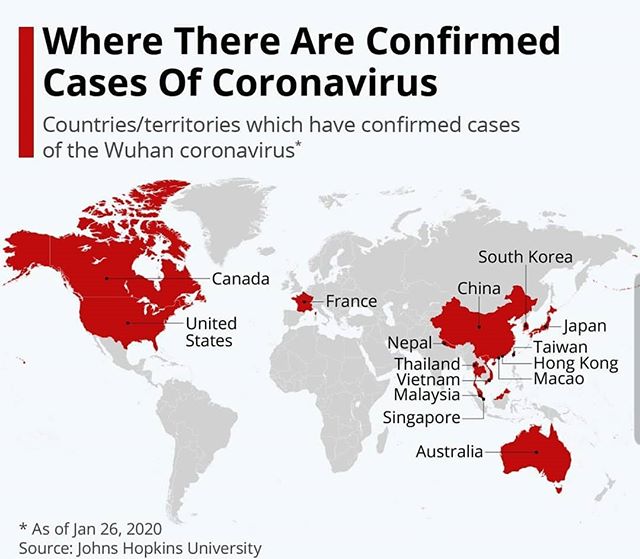 Where There Are Confirmed
Cases Of Coronavirus
Countries/territories which have confirmed cases
of the Wuhan coronavirus*
South Korea
Canada
China
France
United
States
Japan
Nepal
Taiwan
Thailand
Hong Kong
Vietnam
Macao
Malaysia
Singapore
Australia
* As of Jan 26, 2020
Source: Johns Hopkins University